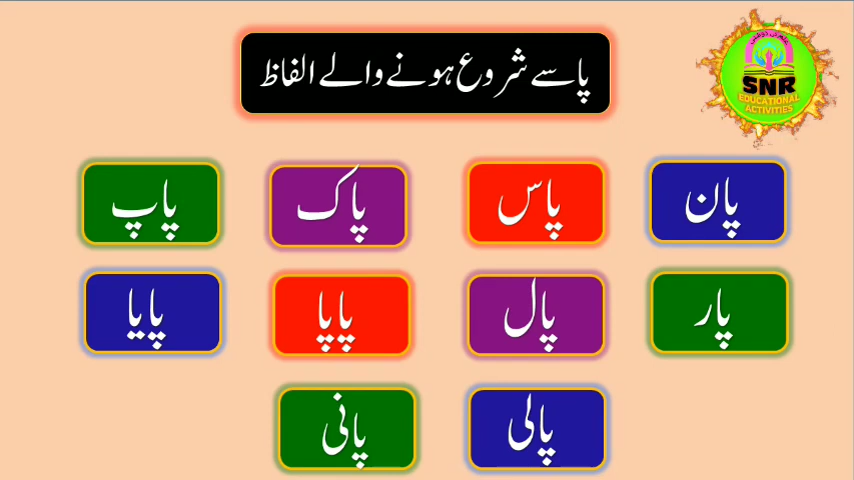 پا سے شروع ہونے والے الفاظ
SNR
EDUCATIONAL
ACTIVITIES
پان پاس پاک پاپ
پار پال پاپا پایا
پالی پانی